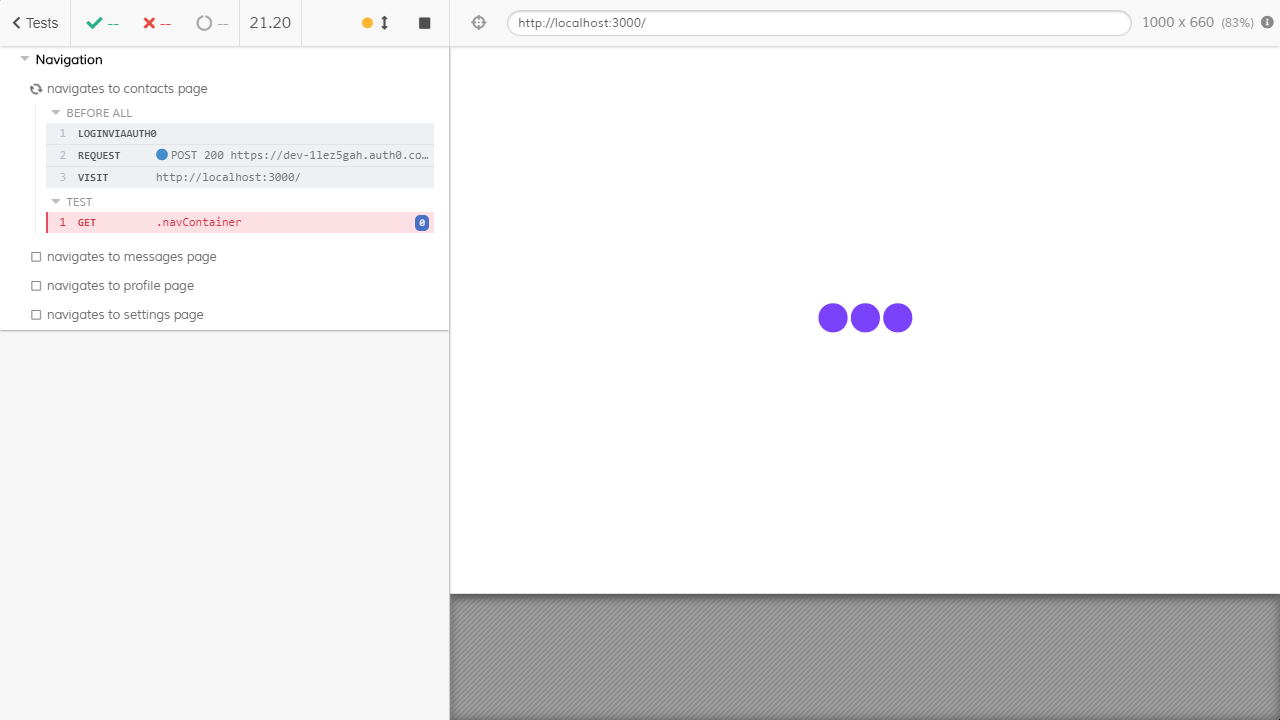 Tests -- -- -- 21.20
http://localhost:3000/ 1000 x 660 (83%)
Navigation
navigates to contacts page
BEFORE ALL
1 LOGINVIAAUTH0
2 REQUEST POST 200 https://dev-1lez5gah.auth0.co…
3 VISIT http://localhost:3000/
TEST
1 GET .navContainer 0
navigates to messages page
navigates to profile page
navigates to settings page